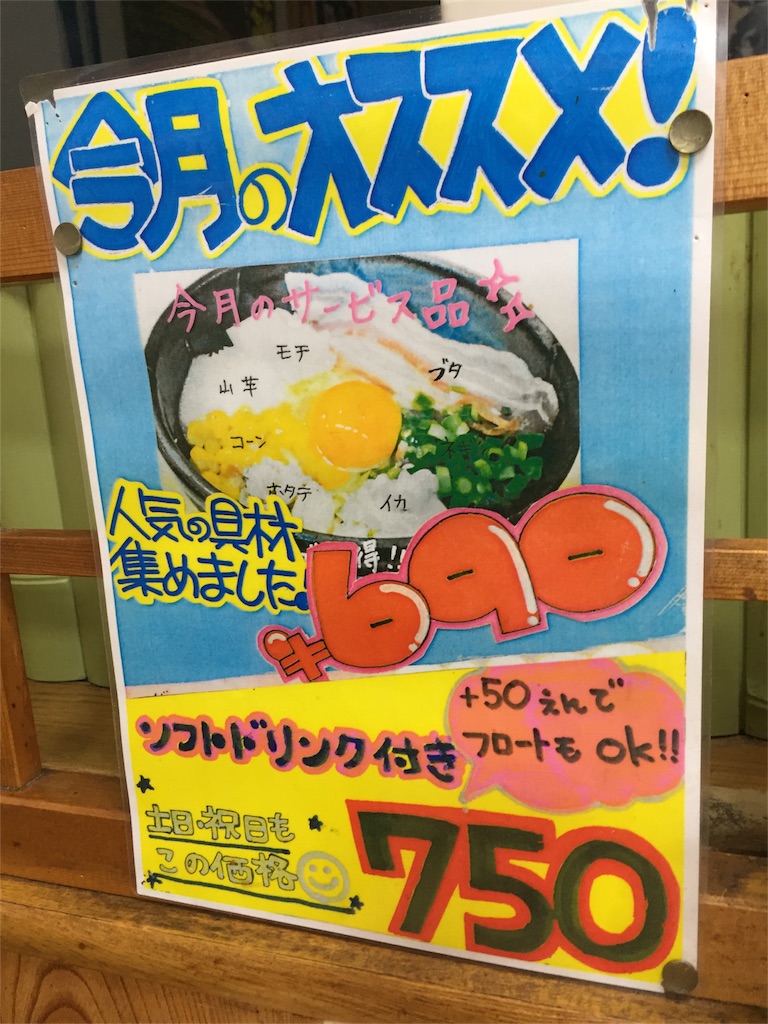 今月のオススメ!
今月のサービス品
モチ
ブタ
山芋
コーン
ホタテ
イカ
人気の具材
集めました。
得!!
¥690
+50えんで
フロートもok!!
ソフトドリンク付き
土日・祝日も
この価格
750